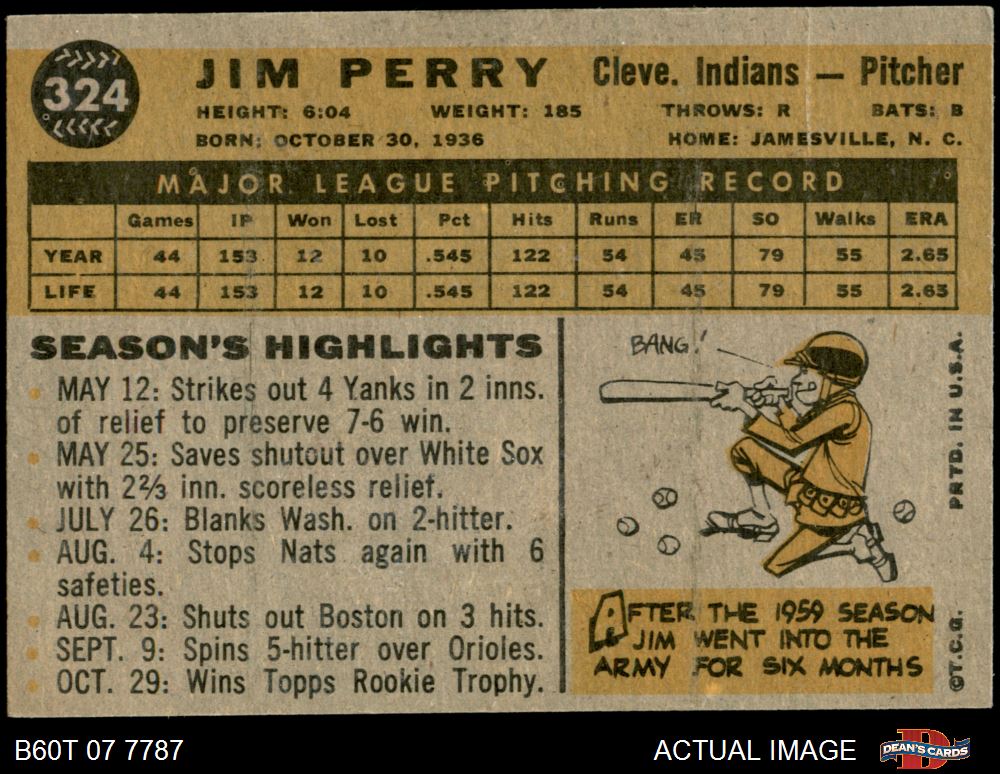 324
JIM PERRY Cleve. Indians — Pitcher
HEIGHT: 6:04 WEIGHT: 185 THROWS: R BATS: B
BORN: OCTOBER 30, 1936 HOME: JAMESVILLE, N. C.
MAJOR LEAGUE PITCHING RECORD
Games IP Won Lost Pct Hits Runs ER SO Walks ERA
YEAR 44 153 12 10 .545 122 54 45 79 55 2.65
LIFE 44 153 12 10 .545 122 54 45 79 55 2.65
SEASON'S HIGHLIGHTS
• MAY 12: Strikes out 4 Yanks in 2 inns.
of relief to preserve 7-6 win.
• MAY 25: Saves shutout over White Sox
with 2⅔ inn. scoreless relief.
• JULY 26: Blanks Wash. on 2-hitter.
• AUG. 4: Stops Nats again with 6
safeties.
• AUG. 23: Shuts out Boston on 3 hits.
• SEPT. 9: Spins 5-hitter over Orioles.
• OCT. 29: Wins Topps Rookie Trophy.
BANG!
AFTER THE 1959 SEASON
JIM WENT INTO THE
ARMY FOR SIX MONTHS
©T.C.G. PRTD. IN U.S.A.
B60T 07 7787 ACTUAL IMAGE DEAN'S CARDS